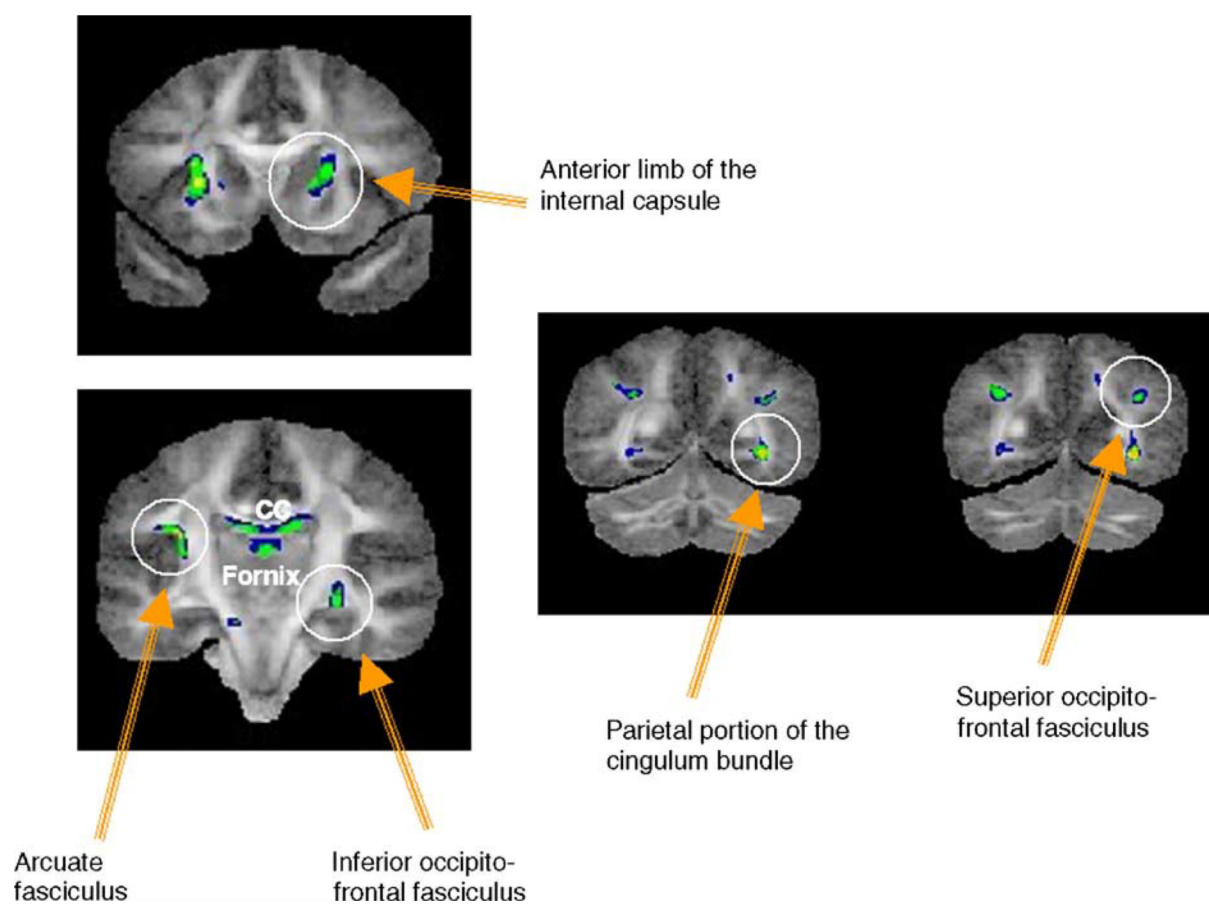 Anterior limb of the
internal capsule
CC
Fornix
Parietal portion of the
cingulum bundle
Superior occipito-
frontal fasciculus
Arcuate
fasciculus
Inferior occipito-
frontal fasciculus